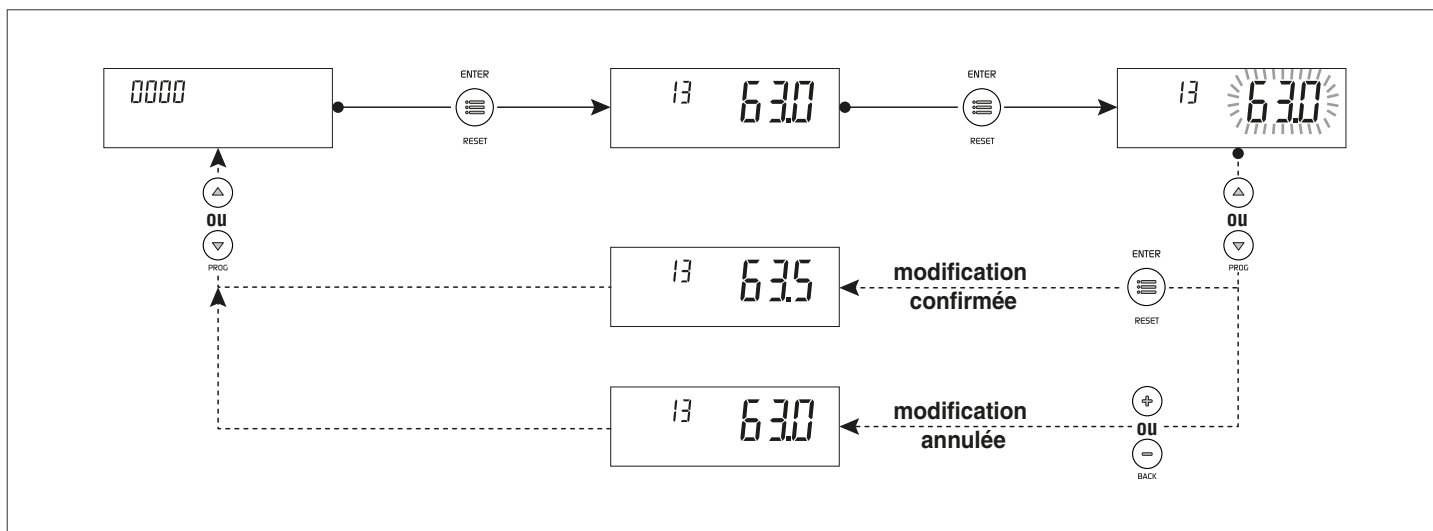 0000
ENTER
RESET
13 63.0
ENTER
RESET
13 63.0
ou
PROG
ou
PROG
13 63.5
modification
confirmée
ENTER
RESET
13 63.0
modification
annulée
ou
BACK